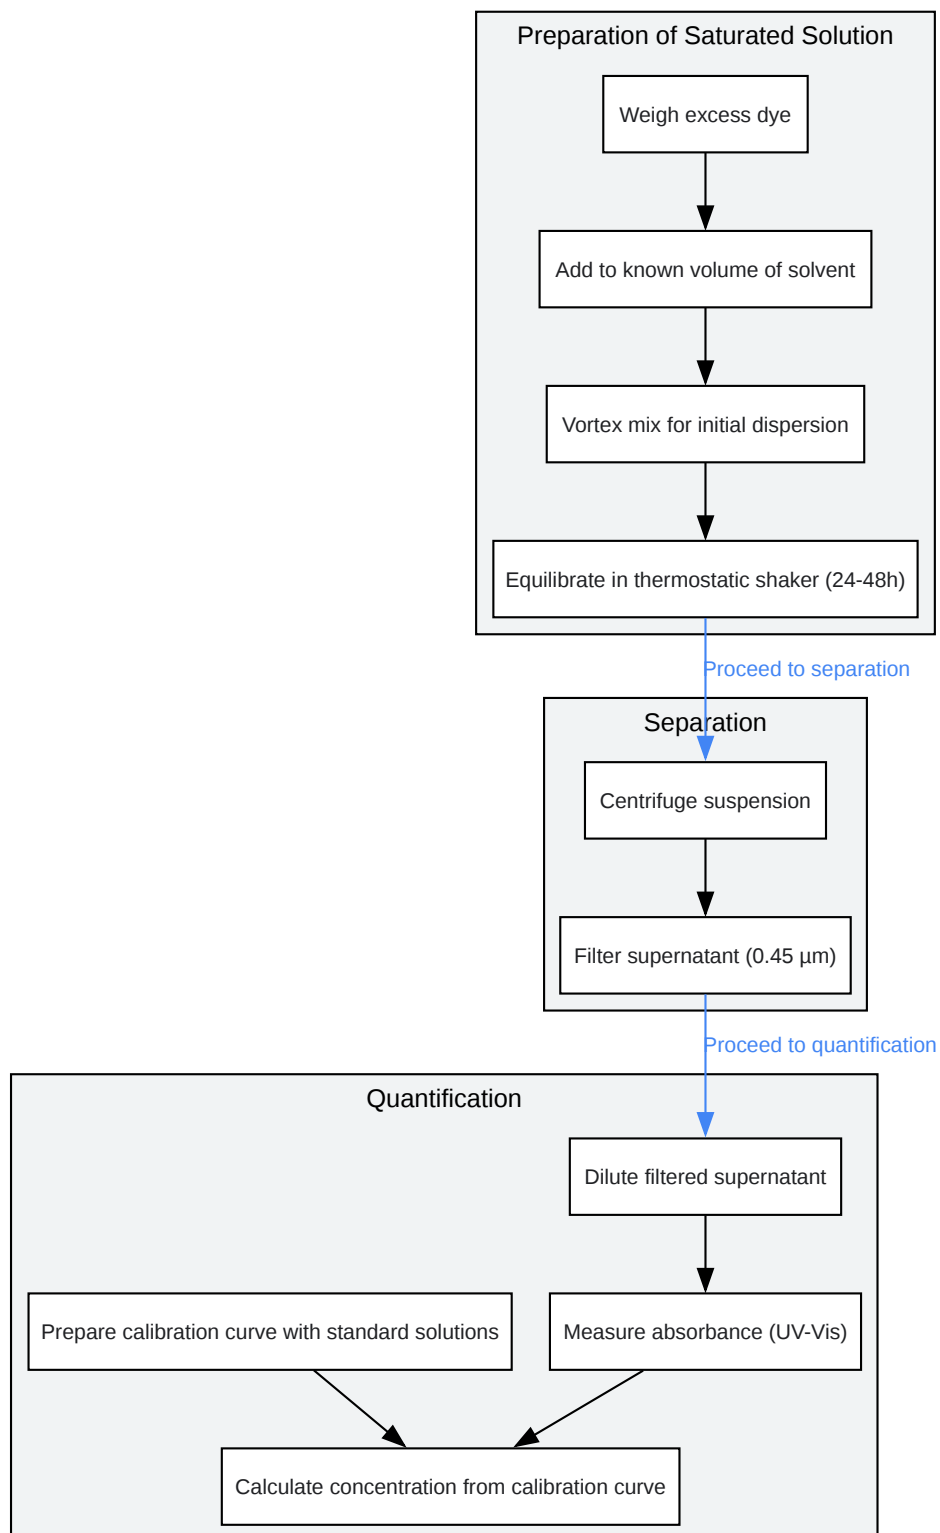 Preparation of Saturated Solution
Weigh excess dye
Add to known volume of solvent
Vortex mix for initial dispersion
Equilibrate in thermostatic shaker (24-48h)
Proceed to separation
Separation
Centrifuge suspension
Filter supernatant (0.45 µm)
Proceed to quantification
Quantification
Dilute filtered supernatant
Prepare calibration curve with standard solutions
Measure absorbance (UV-Vis)
Calculate concentration from calibration curve